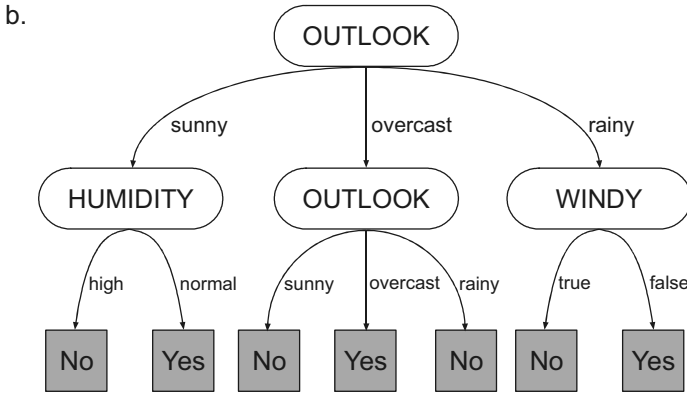 b.
OUTLOOK
sunny
overcast
rainy
HUMIDITY
OUTLOOK
WINDY
high
normal
sunny
overcast
rainy
true
false
No
Yes
No
Yes
No
No
Yes